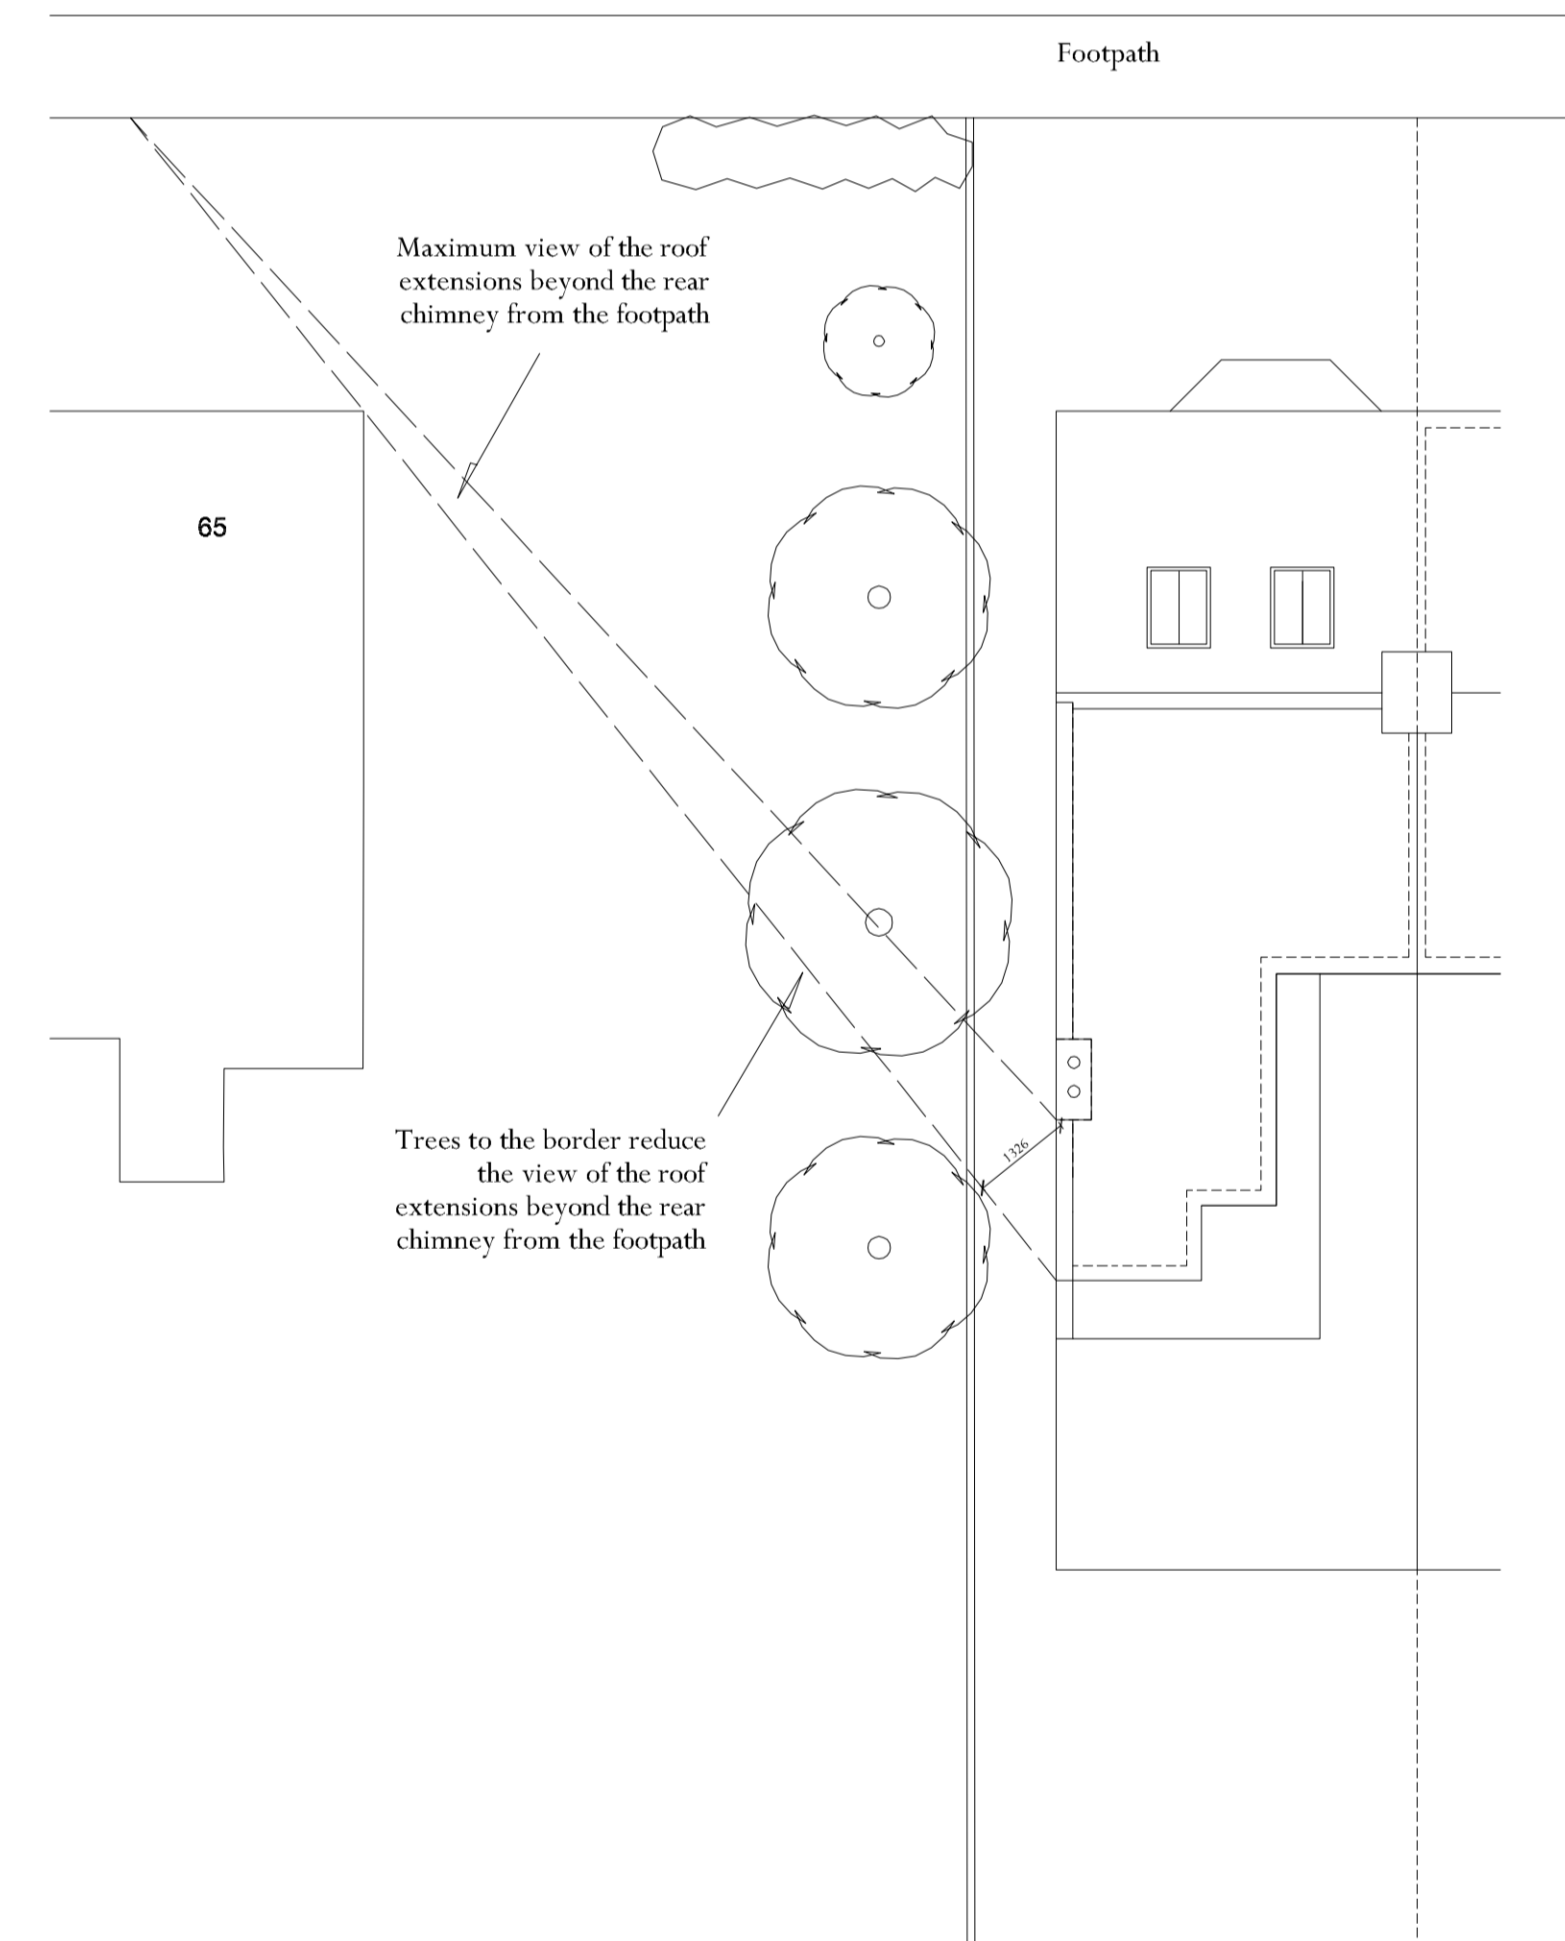 Footpath
Maximum view of the roof
extensions beyond the rear
chimney from the footpath
65
Trees to the border reduce
the view of the roof
extensions beyond the rear
chimney from the footpath
1326